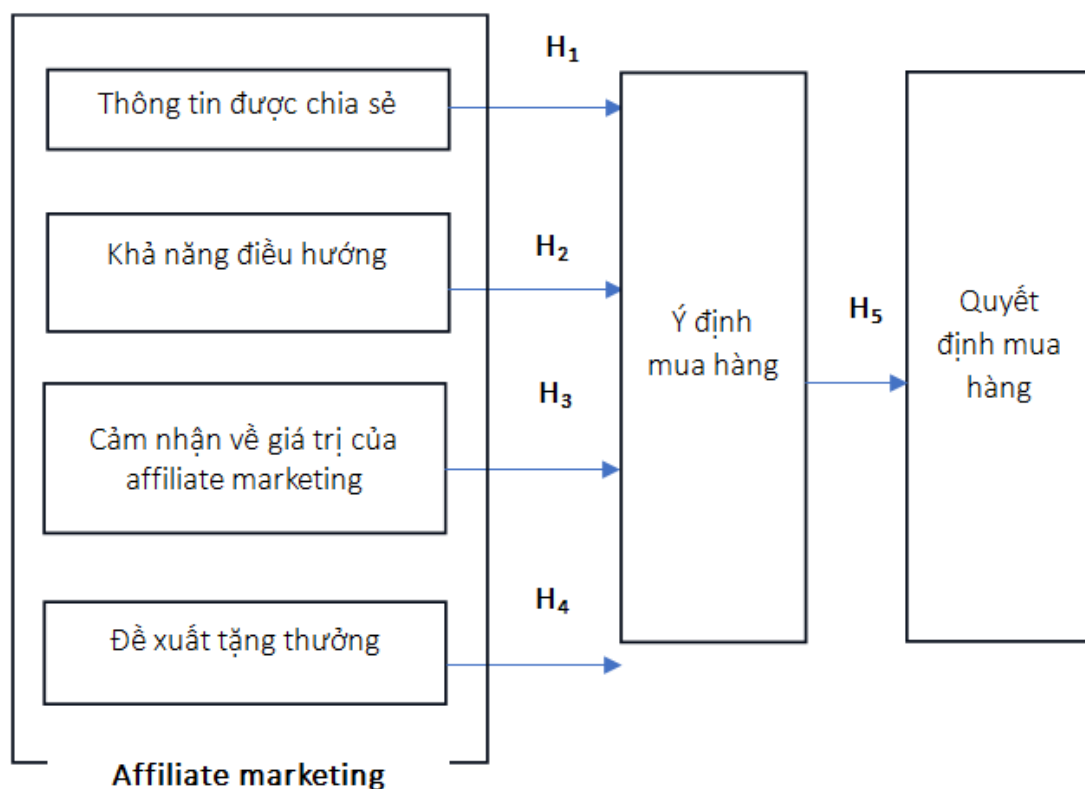 H₁
Thông tin được chia sẻ
Khả năng điều hướng
H₂
Ý định
mua hàng
H₅
Quyết
định mua
hàng
H₃
Cảm nhận về giá trị của
affiliate marketing
H₄
Đề xuất tặng thưởng
Affiliate marketing